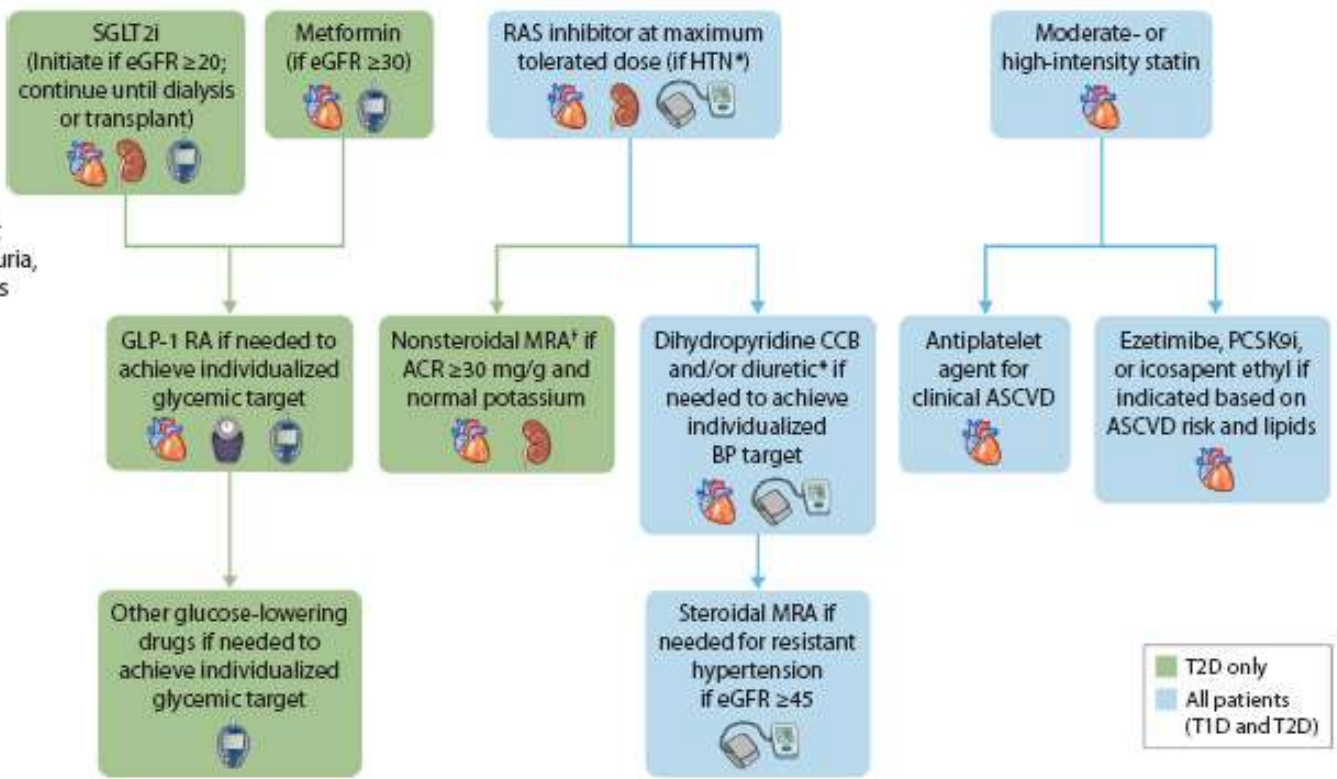 SGLT2i
(Initiate if eGFR ≥20;
continue until dialysis
or transplant)
Metformin
(if eGFR ≥30)
RAS inhibitor at maximum
tolerated dose (if HTN*)
Moderate- or
high-intensity statin
uria,
s
GLP-1 RA if needed to
achieve individualized
glycemic target
Nonsteroidal MRA† if
ACR ≥30 mg/g and
normal potassium
Dihydropyridine CCB
and/or diuretic* if
needed to achieve
individualized
BP target
Antiplatelet
agent for
clinical ASCVD
Ezetimibe, PCSK9i,
or icosapent ethyl if
indicated based on
ASCVD risk and lipids
Other glucose-lowering
drugs if needed to
achieve individualized
glycemic target
Steroidal MRA if
needed for resistant
hypertension
if eGFR ≥45
T2D only
All patients
(T1D and T2D)